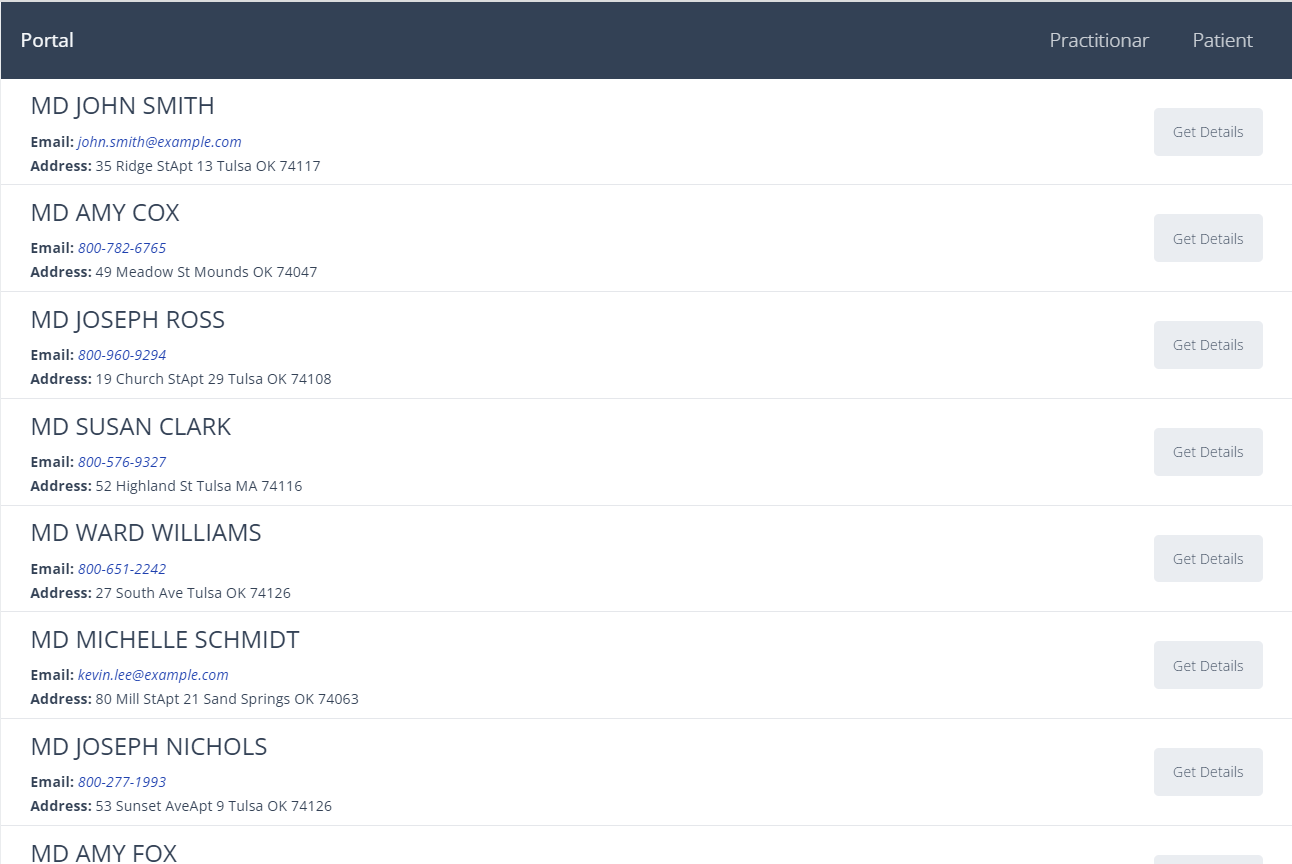 Portal Practitionar Patient
MD JOHN SMITH
Email: john.smith@example.com
Get Details
Address: 35 Ridge StApt 13 Tulsa OK 74117
MD AMY COX
Email: 800-782-6765
Get Details
Address: 49 Meadow St Mounds OK 74047
MD JOSEPH ROSS
Email: 800-960-9294
Get Details
Address: 19 Church StApt 29 Tulsa OK 74108
MD SUSAN CLARK
Email: 800-576-9327
Get Details
Address: 52 Highland St Tulsa MA 74116
MD WARD WILLIAMS
Email: 800-651-2242
Get Details
Address: 27 South Ave Tulsa OK 74126
MD MICHELLE SCHMIDT
Email: kevin.lee@example.com
Get Details
Address: 80 Mill StApt 21 Sand Springs OK 74063
MD JOSEPH NICHOLS
Email: 800-277-1993
Get Details
Address: 53 Sunset AveApt 9 Tulsa OK 74126
MD AMY FOX